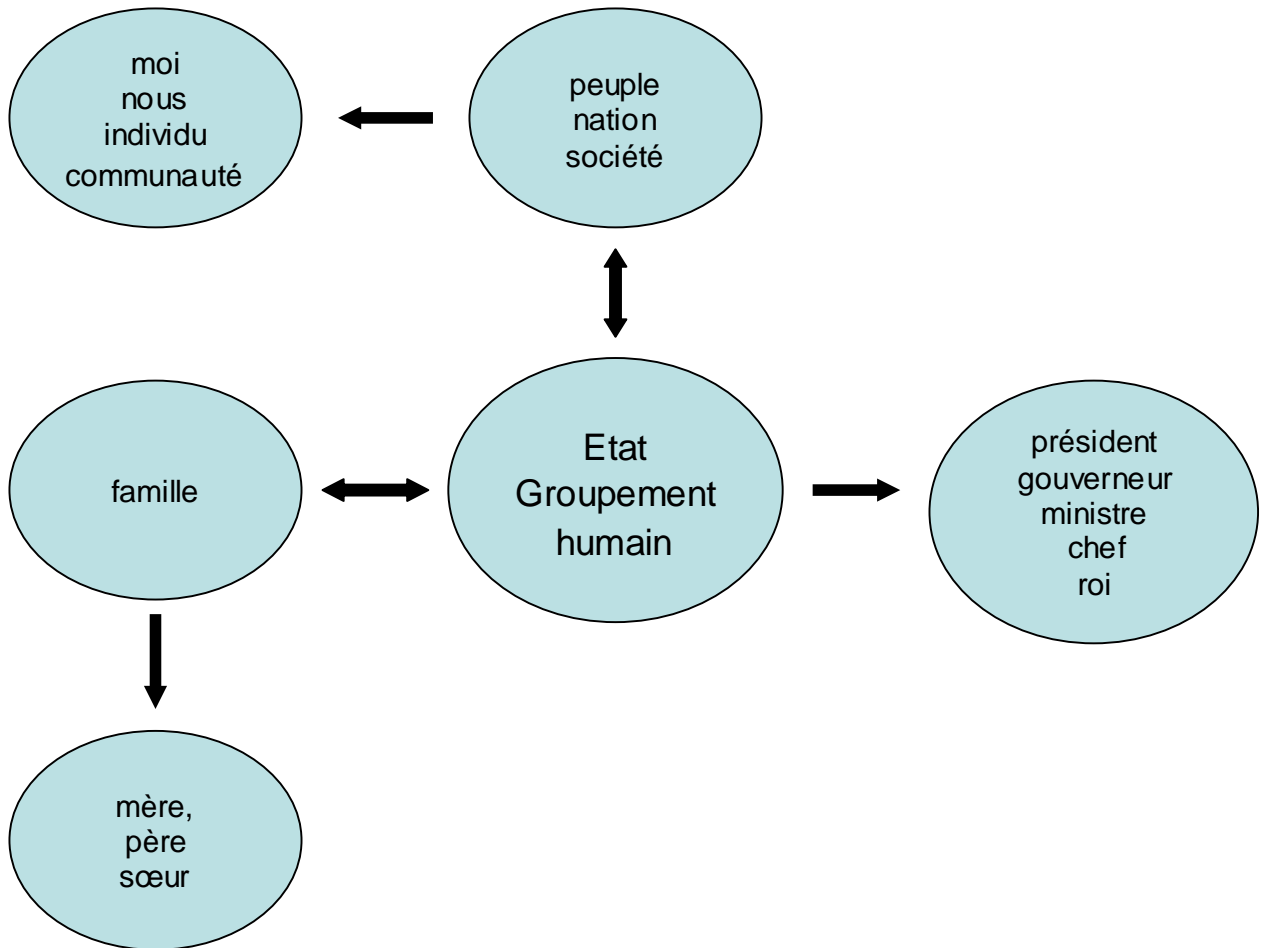 moi
nous
individu
communauté
peuple
nation
société
famille
Etat
Groupement
humain
président
gouverneur
ministre
chef
roi
mère,
père
sœur